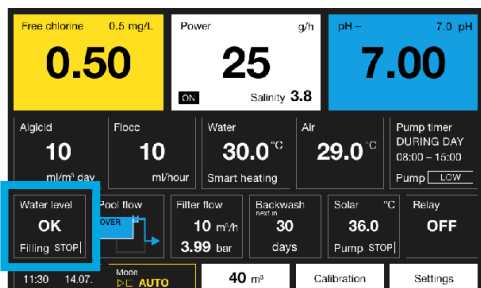 Free chlorine 0.5 mg/L
0.50
Power g/h
25
ON Salinity 3.8
pH – 7.0 pH
7.00
Algicid
10
ml/m³ day
Flocc
10
ml/hour
Water
30.0 °C
Smart heating
Air
29.0 °C
Pump timer
DURING DAY
08:00 – 15:00
Pump LOW
Water level
OK
Filling STOP
Pool flow
OVER
Filter flow
10 m³/h
3.99 bar
Backwash
next in
30
days
Solar °C
36.0
Pump STOP
Relay
OFF
11:30 14.07.
Mode
AUTO
40 m³
Calibration
Settings